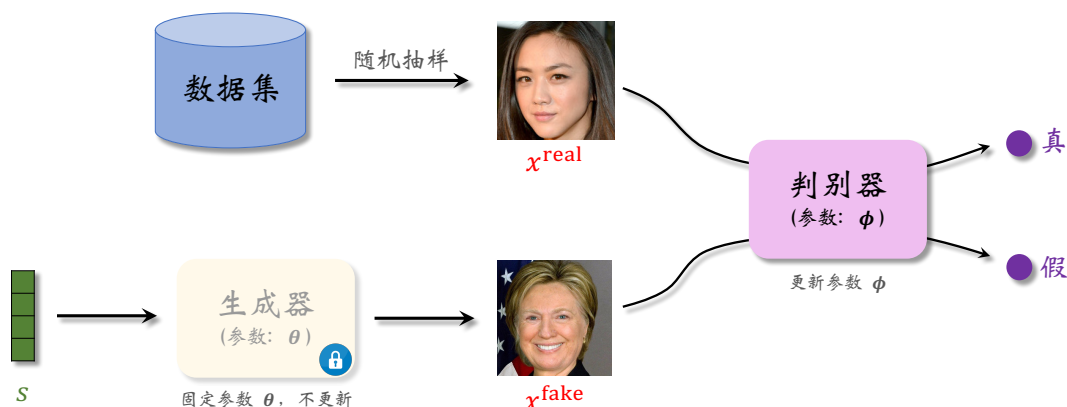 数据集
随机抽样
x^real
判别器
(参数: ϕ)
更新参数 ϕ
真
假
s
生成器
(参数: θ)
固定参数 θ，不更新
x^fake